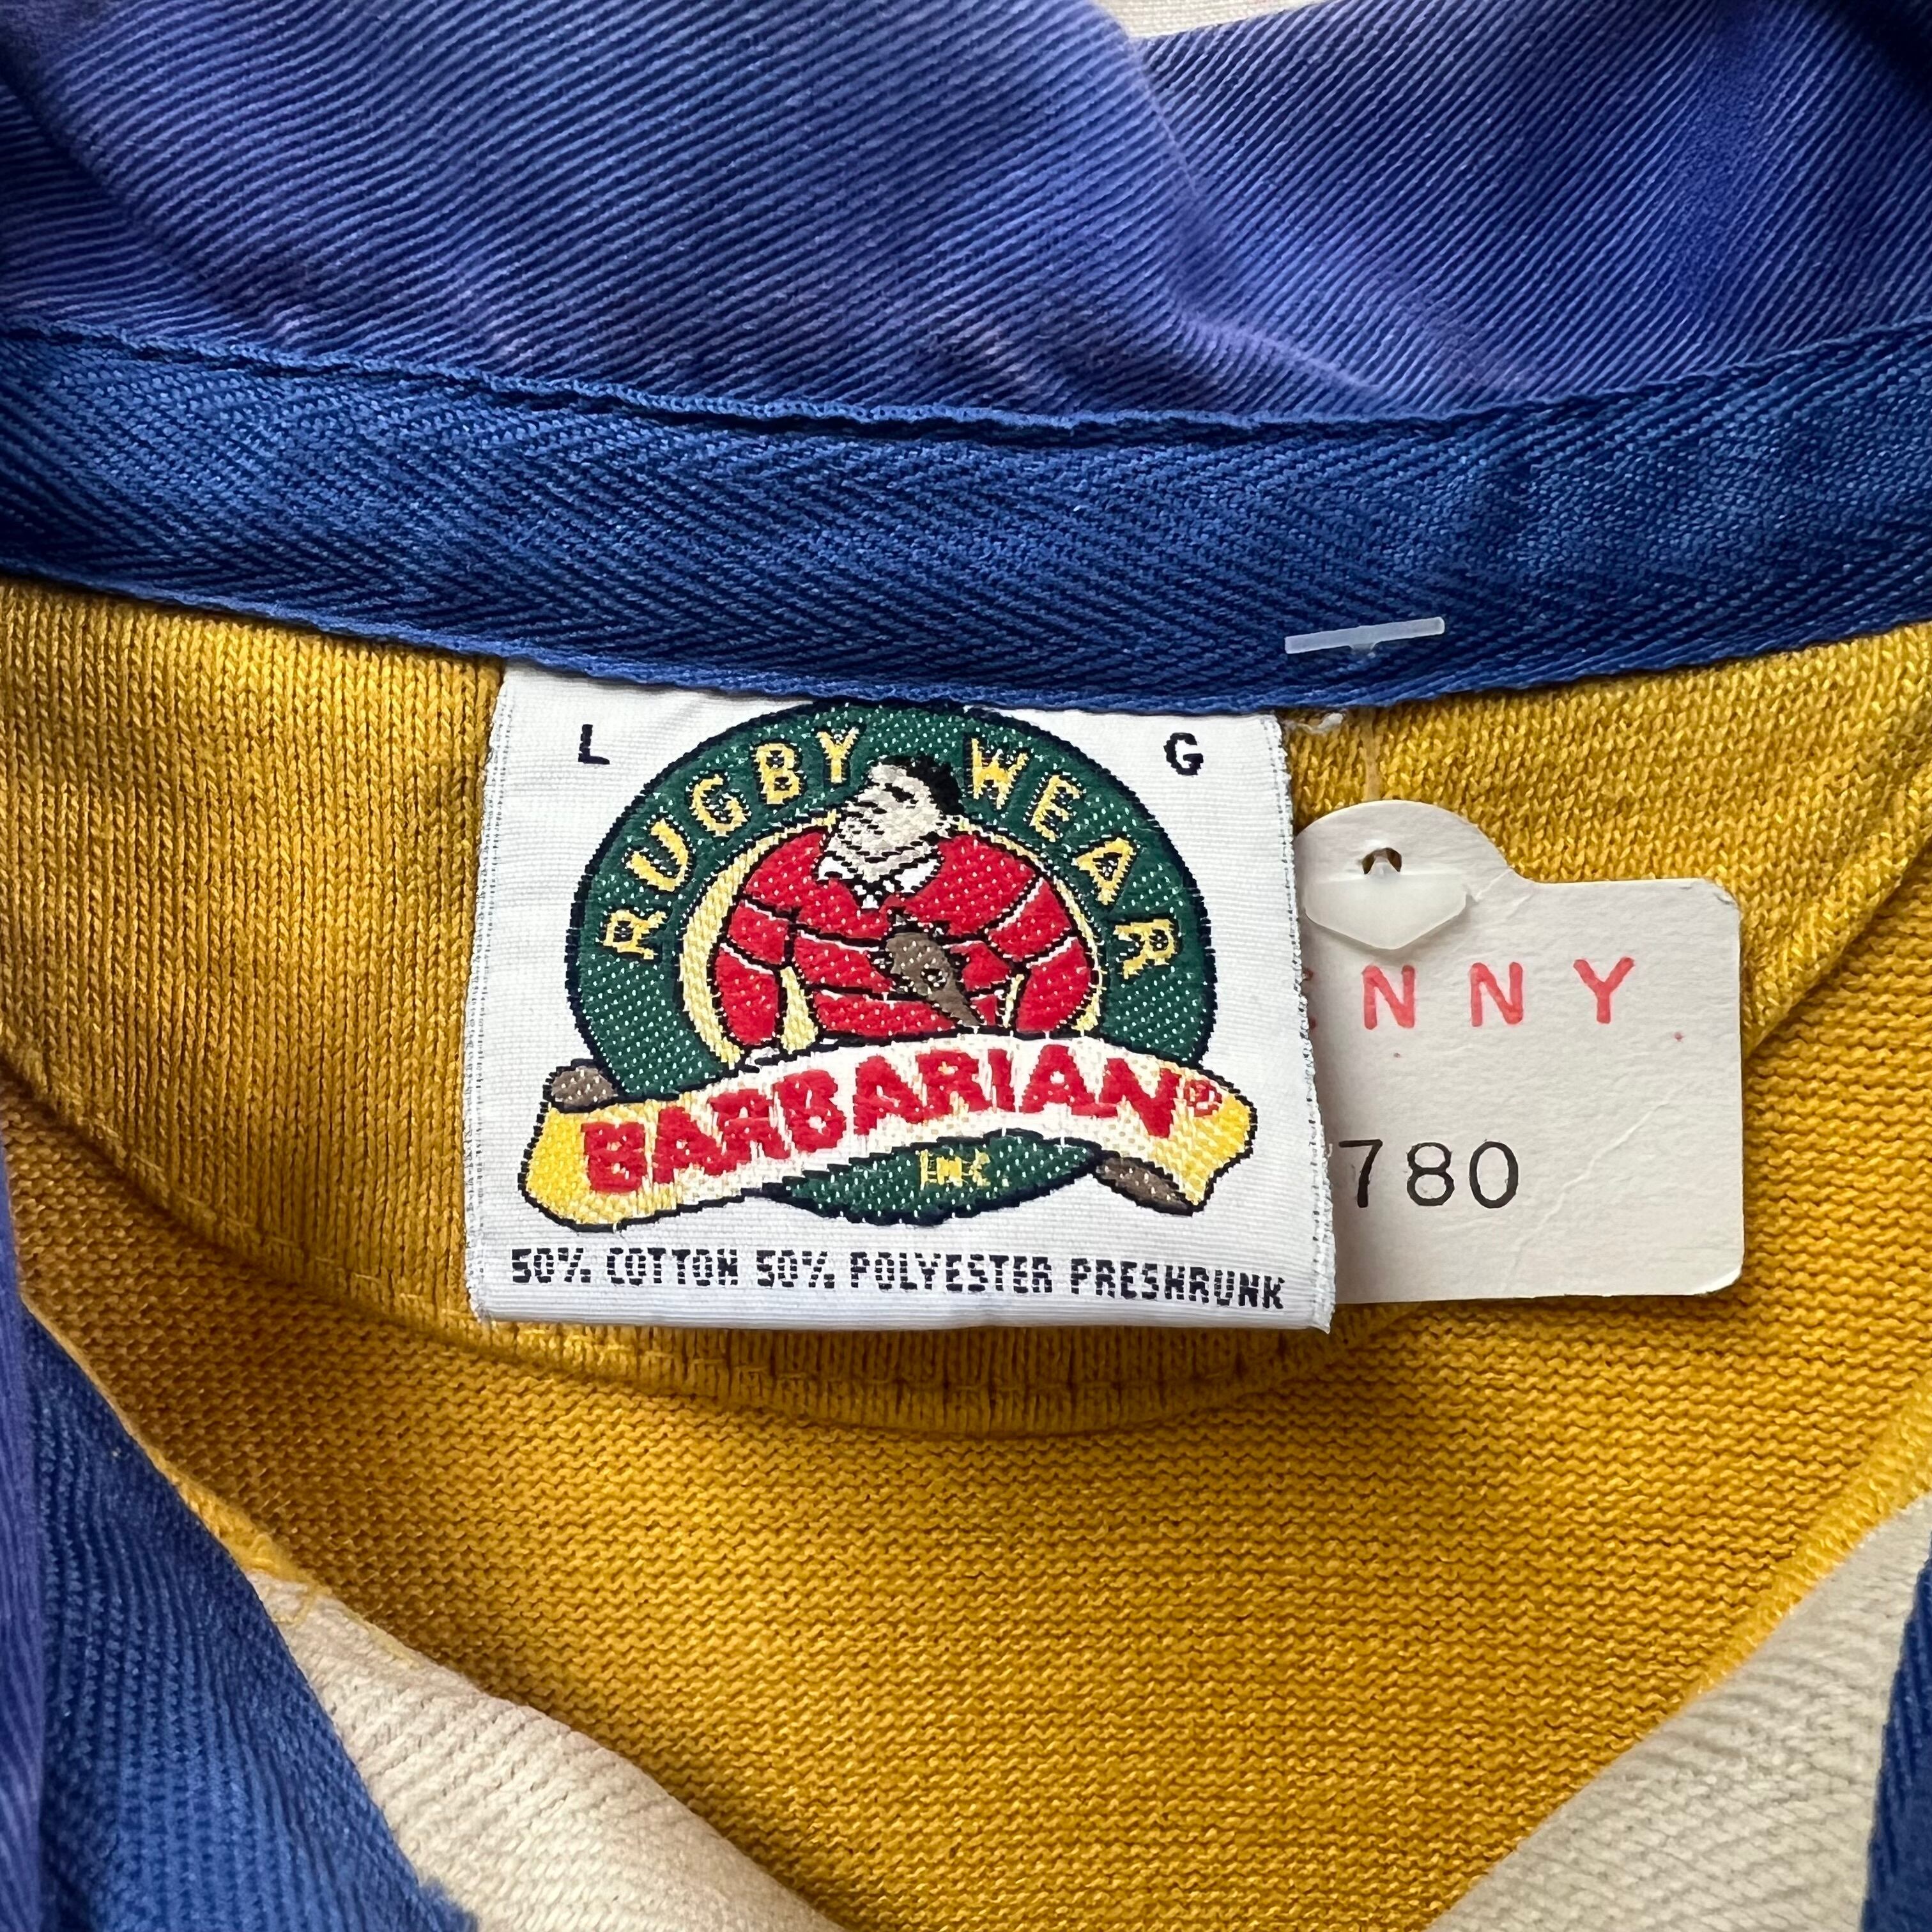 L G
RUGBY WEAR
BARBARIAN®
INC
50% COTTON 50% POLYESTER PRESHRUNK
NNY
780